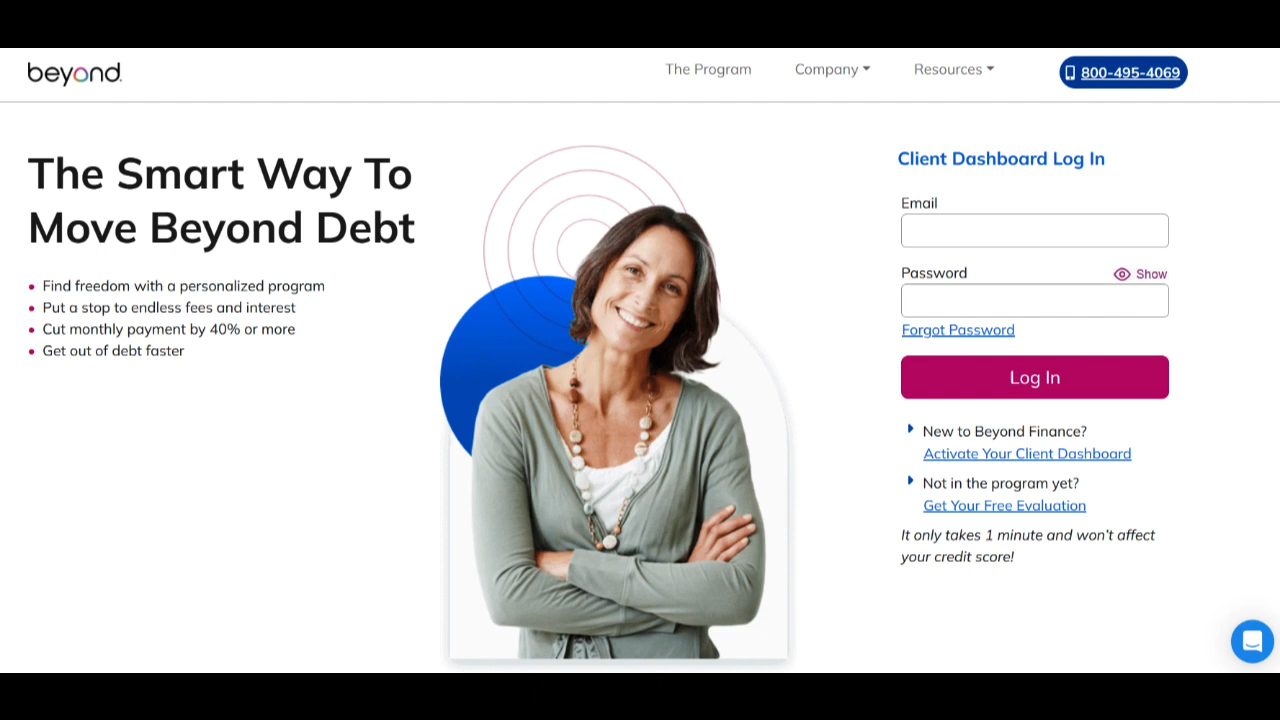 beyond.
The Program
Company
Resources
800-495-4069
The Smart Way To
Move Beyond Debt
Find freedom with a personalized program
Put a stop to endless fees and interest
Cut monthly payment by 40% or more
Get out of debt faster
Client Dashboard Log In
Email
Password
Show
Forgot Password
Log In
New to Beyond Finance?
Activate Your Client Dashboard
Not in the program yet?
Get Your Free Evaluation
It only takes 1 minute and won't affect
your credit score!